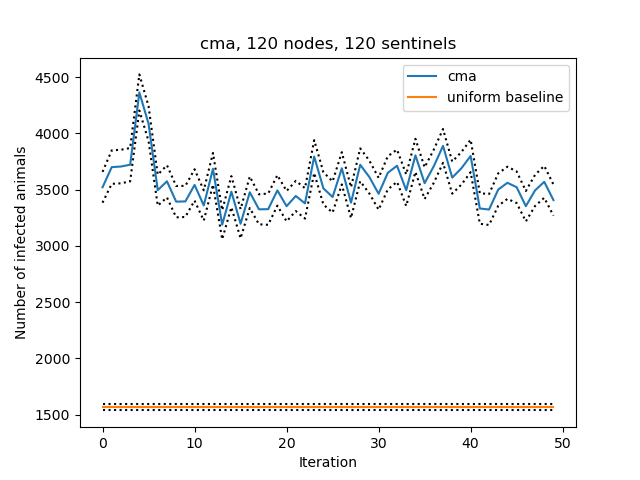 cma, 120 nodes, 120 sentinels
cma
uniform baseline
Number of infected animals
4500
4000
3500
3000
2500
2000
1500
0 10 20 30 40 50
Iteration